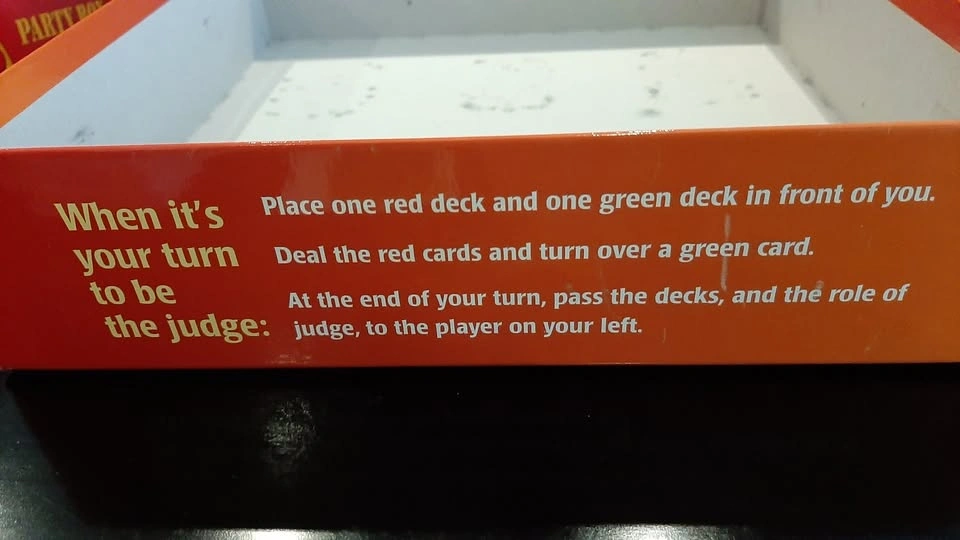 PARTY BOX
When it's
your turn
to be
the judge:
Place one red deck and one green deck in front of you.
Deal the red cards and turn over a green card.
At the end of your turn, pass the decks, and the role of
judge, to the player on your left.